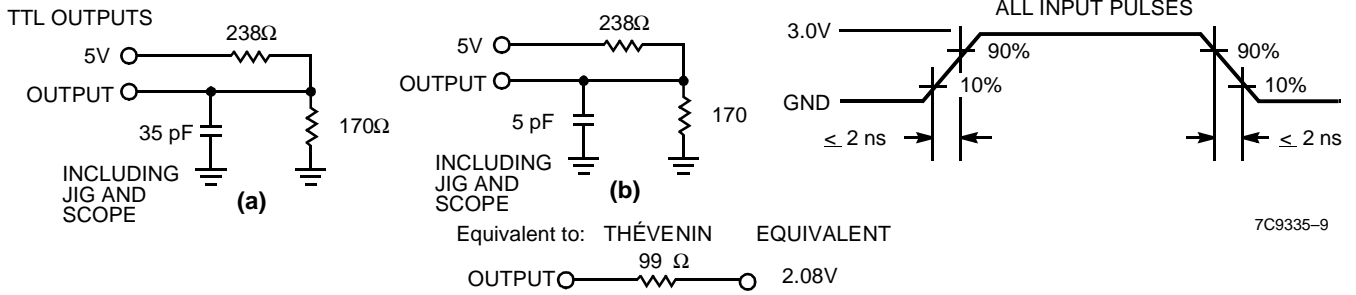 TTL OUTPUTS
5V
238Ω
OUTPUT
35 pF
170Ω
INCLUDING
JIG AND
SCOPE
(a)
5V
238Ω
OUTPUT
5 pF
170
INCLUDING
JIG AND
SCOPE
(b)
ALL INPUT PULSES
3.0V
90%
90%
10%
10%
GND
≤ 2 ns
≤ 2 ns
7C9335–9
Equivalent to: THÉVENIN EQUIVALENT
99 Ω
OUTPUT
2.08V